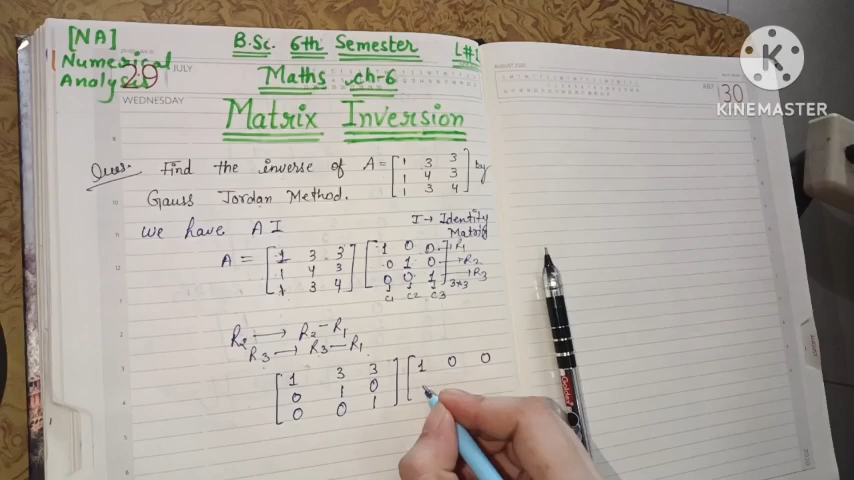 [NA]
Numerical
Analysis
29 JULY
WEDNESDAY
B.Sc. 6th Semester
L#1
Maths ch-6
Matrix Inversion
Ques. Find the inverse of A = [1 3 3
1 4 3
1 3 4] by
Gauss Jordan Method.
we have A I
I → Identity
Matrix
A = [1 3 3
1 4 3
1 3 4] [1 0 0
0 1 0
0 0 1] 3*3
→R1
→R2
→R3
C1 C2 C3
R2 → R2 - R1
R3 → R3 - R1
[1 3 3
0 1 0
0 0 1] [1 0 0
AUGUST 2020
30
K
KINEMASTER
2020